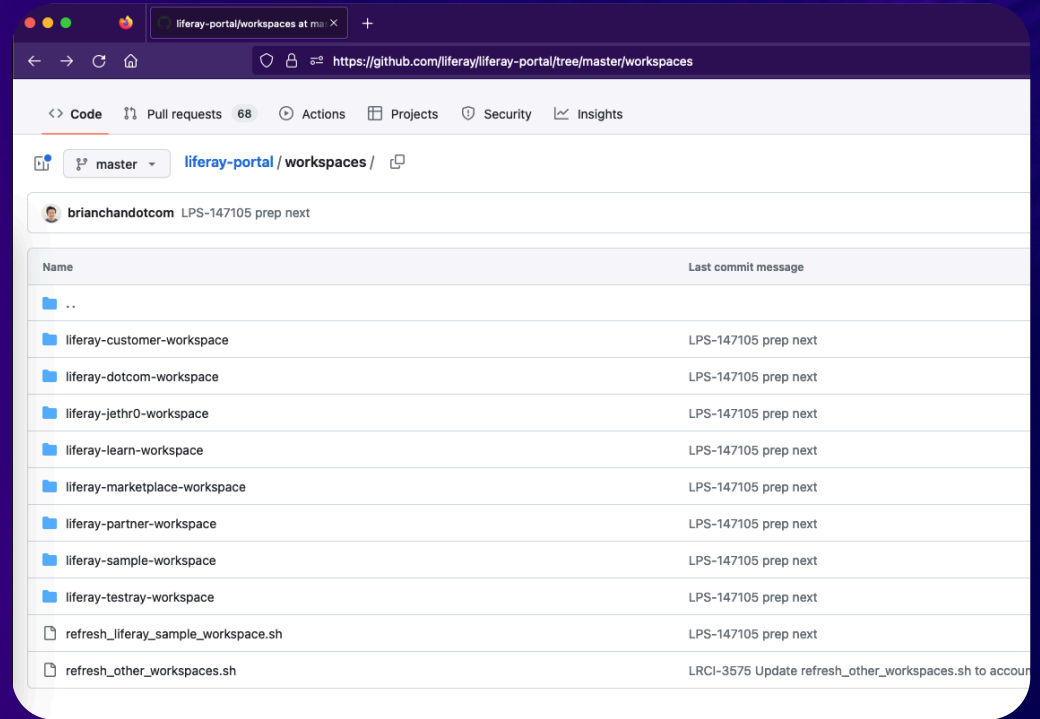 liferay-portal/workspaces at ma
https://github.com/liferay/liferay-portal/tree/master/workspaces
Code Pull requests 68 Actions Projects Security Insights
master liferay-portal / workspaces /
brianchandotcom LPS-147105 prep next
Name Last commit message
..
liferay-customer-workspace LPS-147105 prep next
liferay-dotcom-workspace LPS-147105 prep next
liferay-jethr0-workspace LPS-147105 prep next
liferay-learn-workspace LPS-147105 prep next
liferay-marketplace-workspace LPS-147105 prep next
liferay-partner-workspace LPS-147105 prep next
liferay-sample-workspace LPS-147105 prep next
liferay-testray-workspace LPS-147105 prep next
refresh_liferay_sample_workspace.sh LPS-147105 prep next
refresh_other_workspaces.sh LRCI-3575 Update refresh_other_workspaces.sh to accoun